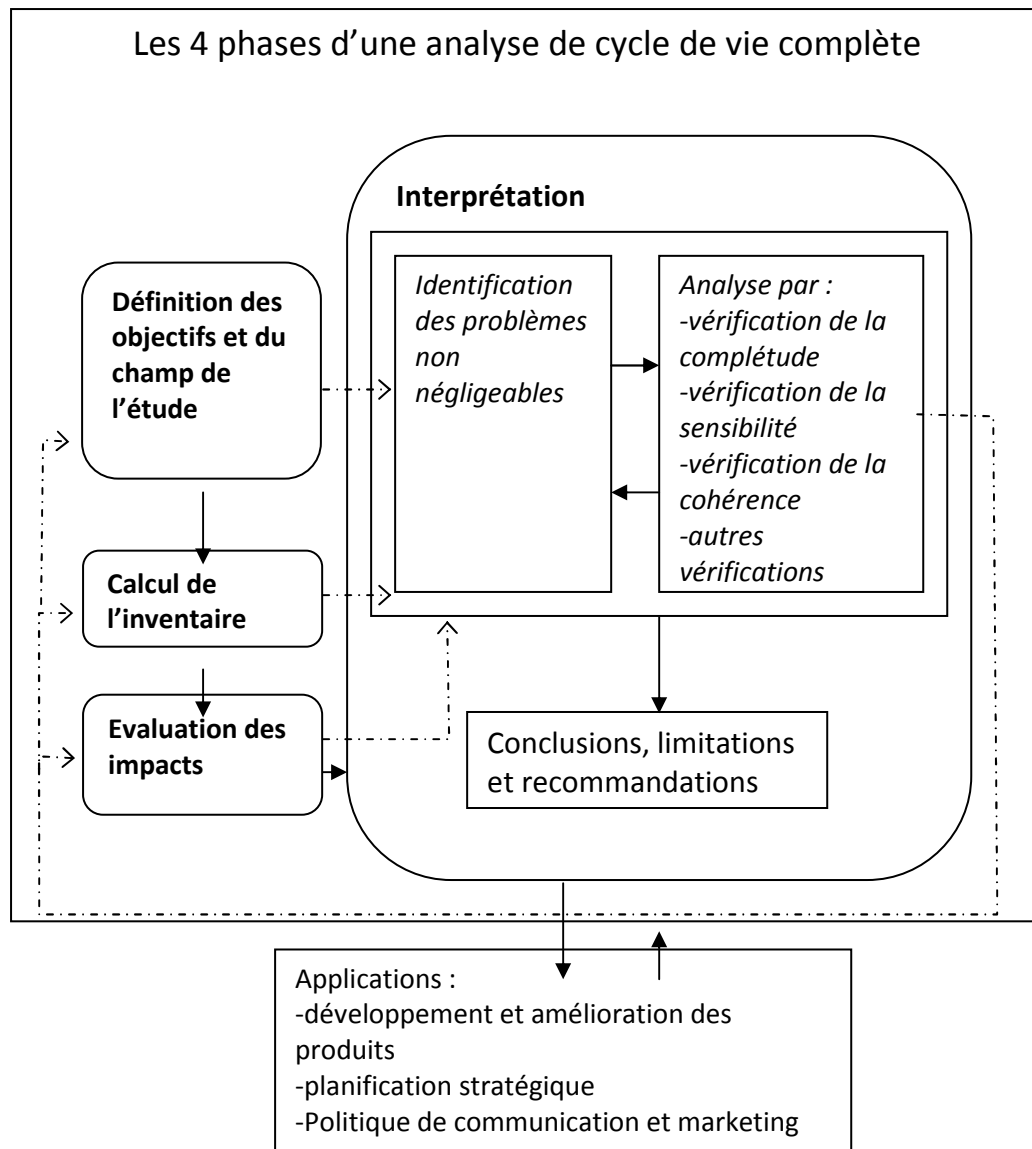 Les 4 phases d’une analyse de cycle de vie complète
Interprétation
Définition des
objectifs et du
champ de
l’étude
Identification
des problèmes
non
négligeables
Analyse par :
-vérification de la
complétude
-vérification de la
sensibilité
-vérification de la
cohérence
-autres
vérifications
Calcul de
l’inventaire
Evaluation des
impacts
Conclusions, limitations
et recommandations
Applications :
-développement et amélioration des
produits
-planification stratégique
-Politique de communication et marketing